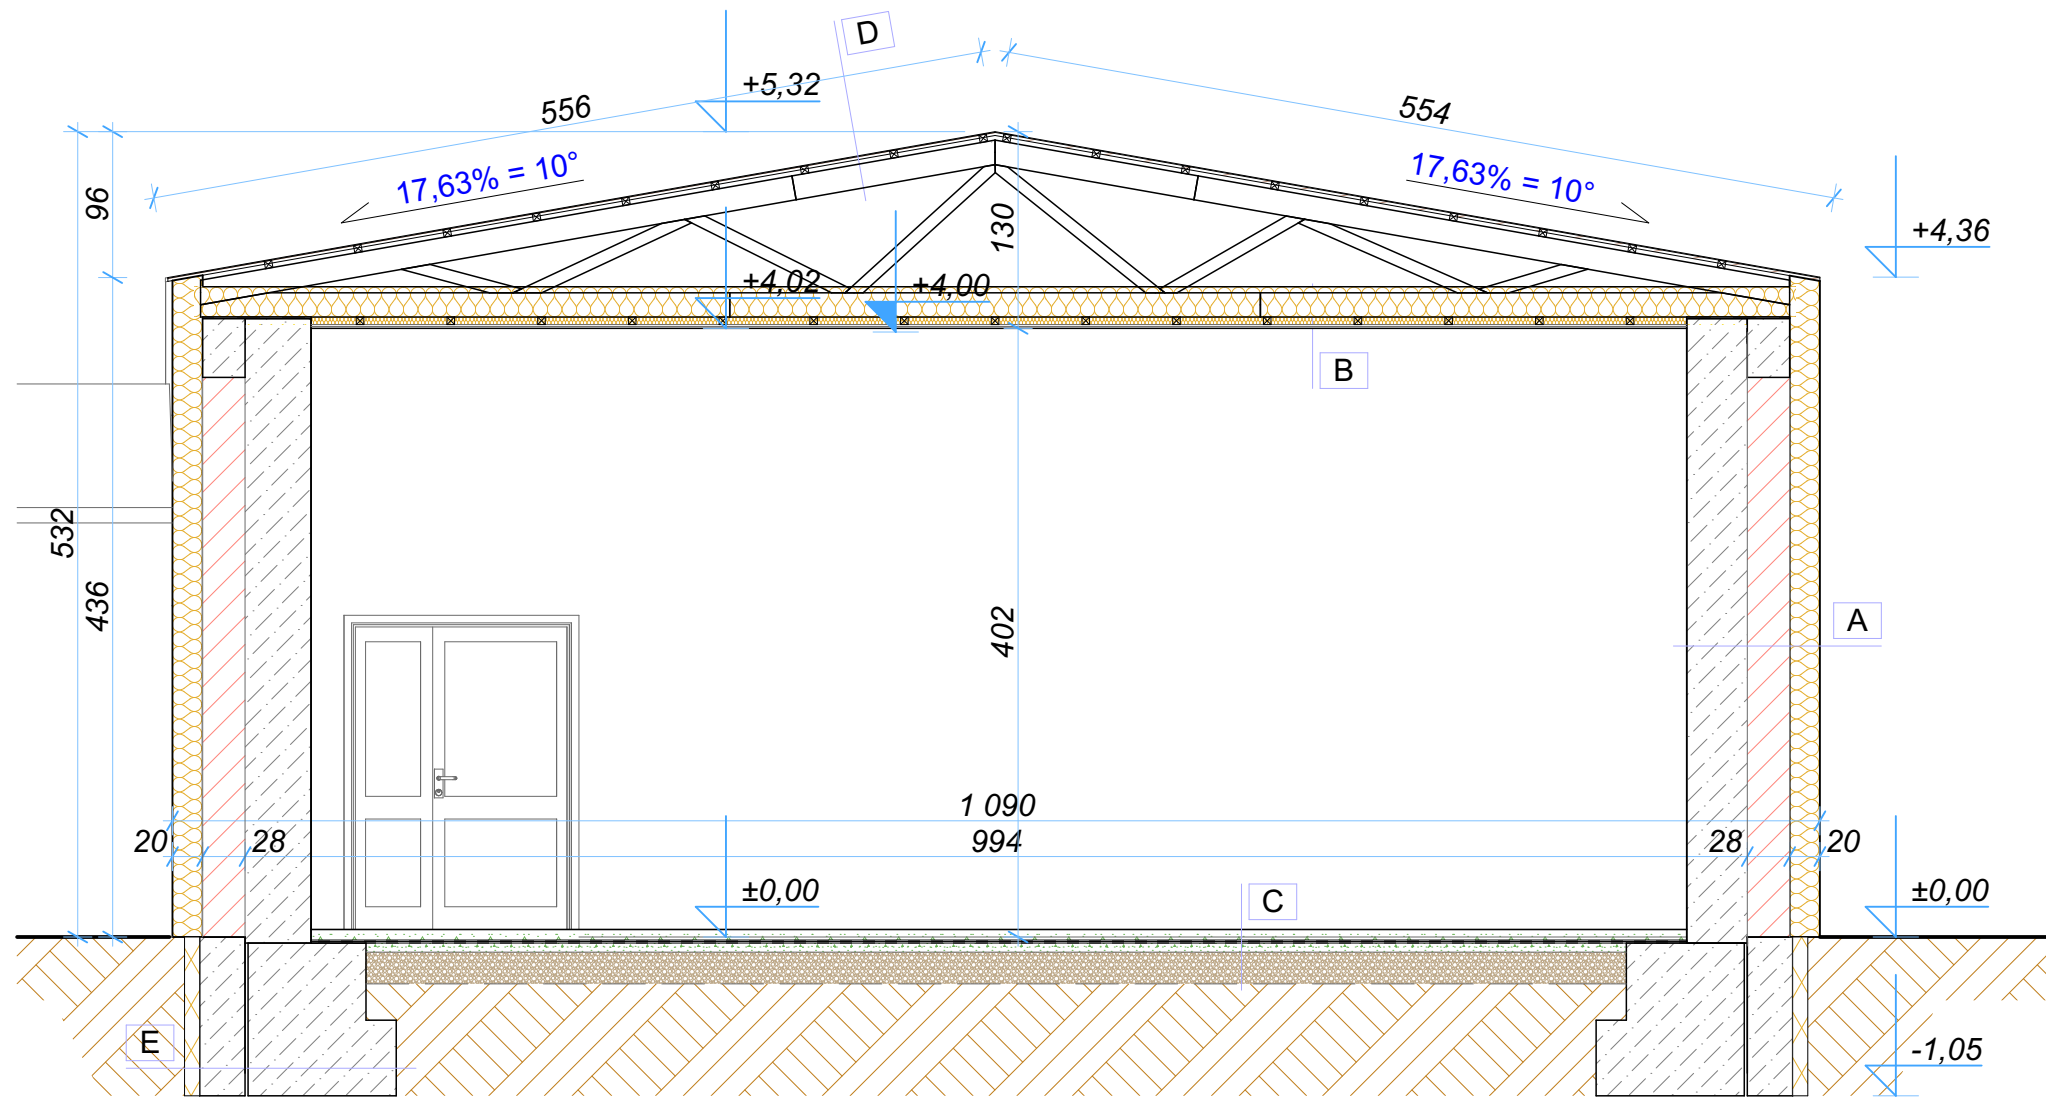 D
+5,32
556
554
17,63% = 10°
17,63% = 10°
96
130
+4,36
+4,02
+4,00
B
532
436
402
A
1 090
20
28
994
28
20
±0,00
C
±0,00
E
-1,05